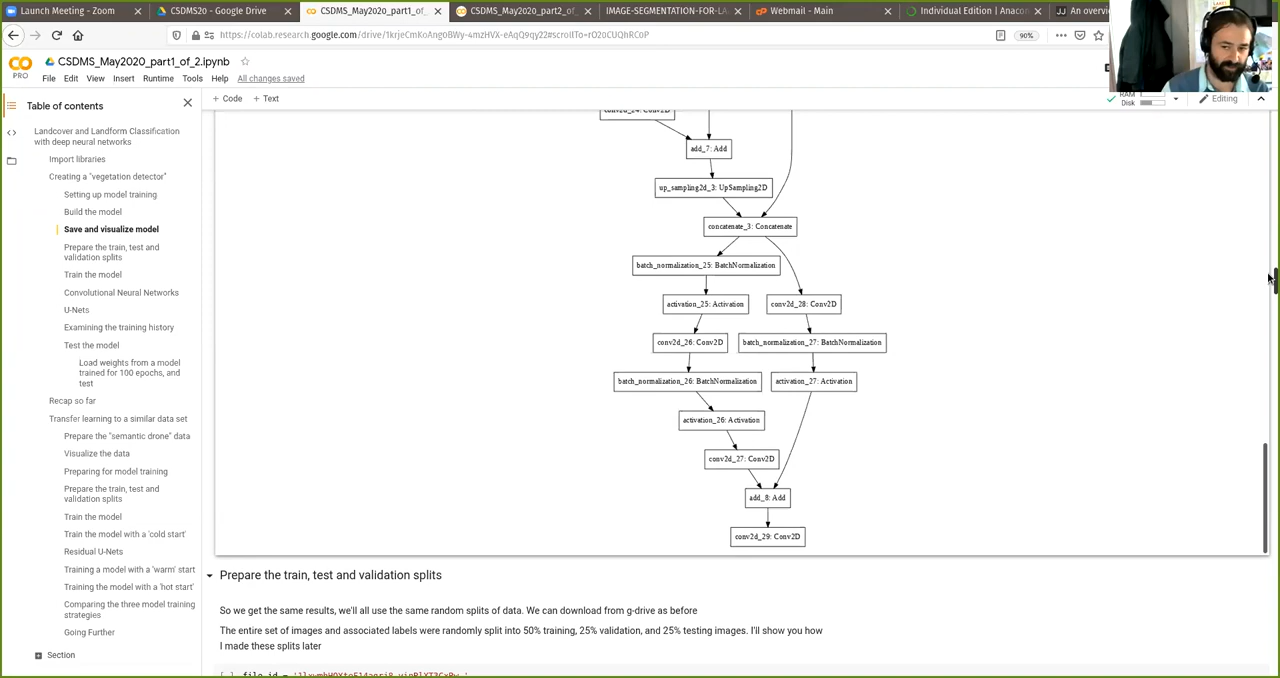 Launch Meeting - Zoom
CSDMS20 - Google Drive
CSDMS_May2020_part1_of_
CSDMS_May2020_part2_of_
IMAGE-SEGMENTATION-FOR-LA
Webmail - Main
Individual Edition | Anacon
An overvi
90%
PRO
CSDMS_May2020_part1_of_2.ipynb
File Edit View Insert Runtime Tools Help All changes saved
Table of contents
+ Code + Text
RAM
Disk
Editing
Landcover and Landform Classification
with deep neural networks
Import libraries
Creating a "vegetation detector"
Setting up model training
Build the model
Save and visualize model
Prepare the train, test and
validation splits
Train the model
Convolutional Neural Networks
U-Nets
Examining the training history
Test the model
Load weights from a model
trained for 100 epochs, and
test
Recap so far
Transfer learning to a similar data set
Prepare the "semantic drone" data
Visualize the data
Preparing for model training
Prepare the train, test and
validation splits
Train the model
Train the model with a 'cold start'
Residual U-Nets
Training a model with a 'warm' start
Training the model with a 'hot start'
Comparing the three model training
strategies
Going Further
Section
conv2d_24: Conv2D
add_7: Add
up_sampling2d_3: UpSampling2D
concatenate_3: Concatenate
batch_normalization_25: BatchNormalization
activation_25: Activation
conv2d_28: Conv2D
conv2d_26: Conv2D
batch_normalization_27: BatchNormalization
batch_normalization_26: BatchNormalization
activation_27: Activation
activation_26: Activation
conv2d_27: Conv2D
add_8: Add
conv2d_29: Conv2D
Prepare the train, test and validation splits
So we get the same results, we'll all use the same random splits of data. We can download from g-drive as before
The entire set of images and associated labels were randomly split into 50% training, 25% validation, and 25% testing images. I'll show you how
I made these splits later